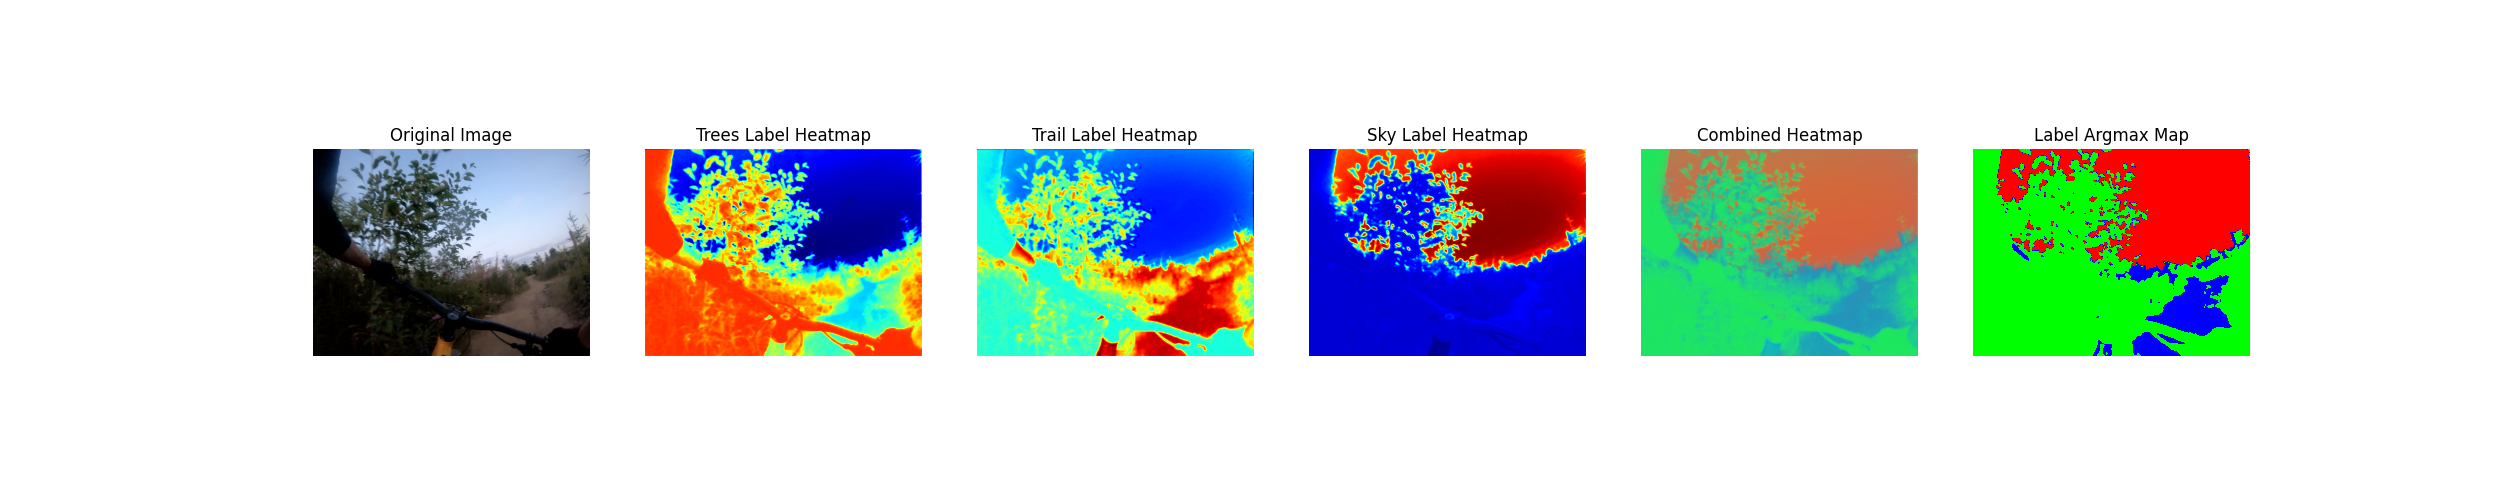 Original Image
Trees Label Heatmap
Trail Label Heatmap
Sky Label Heatmap
Combined Heatmap
Label Argmax Map